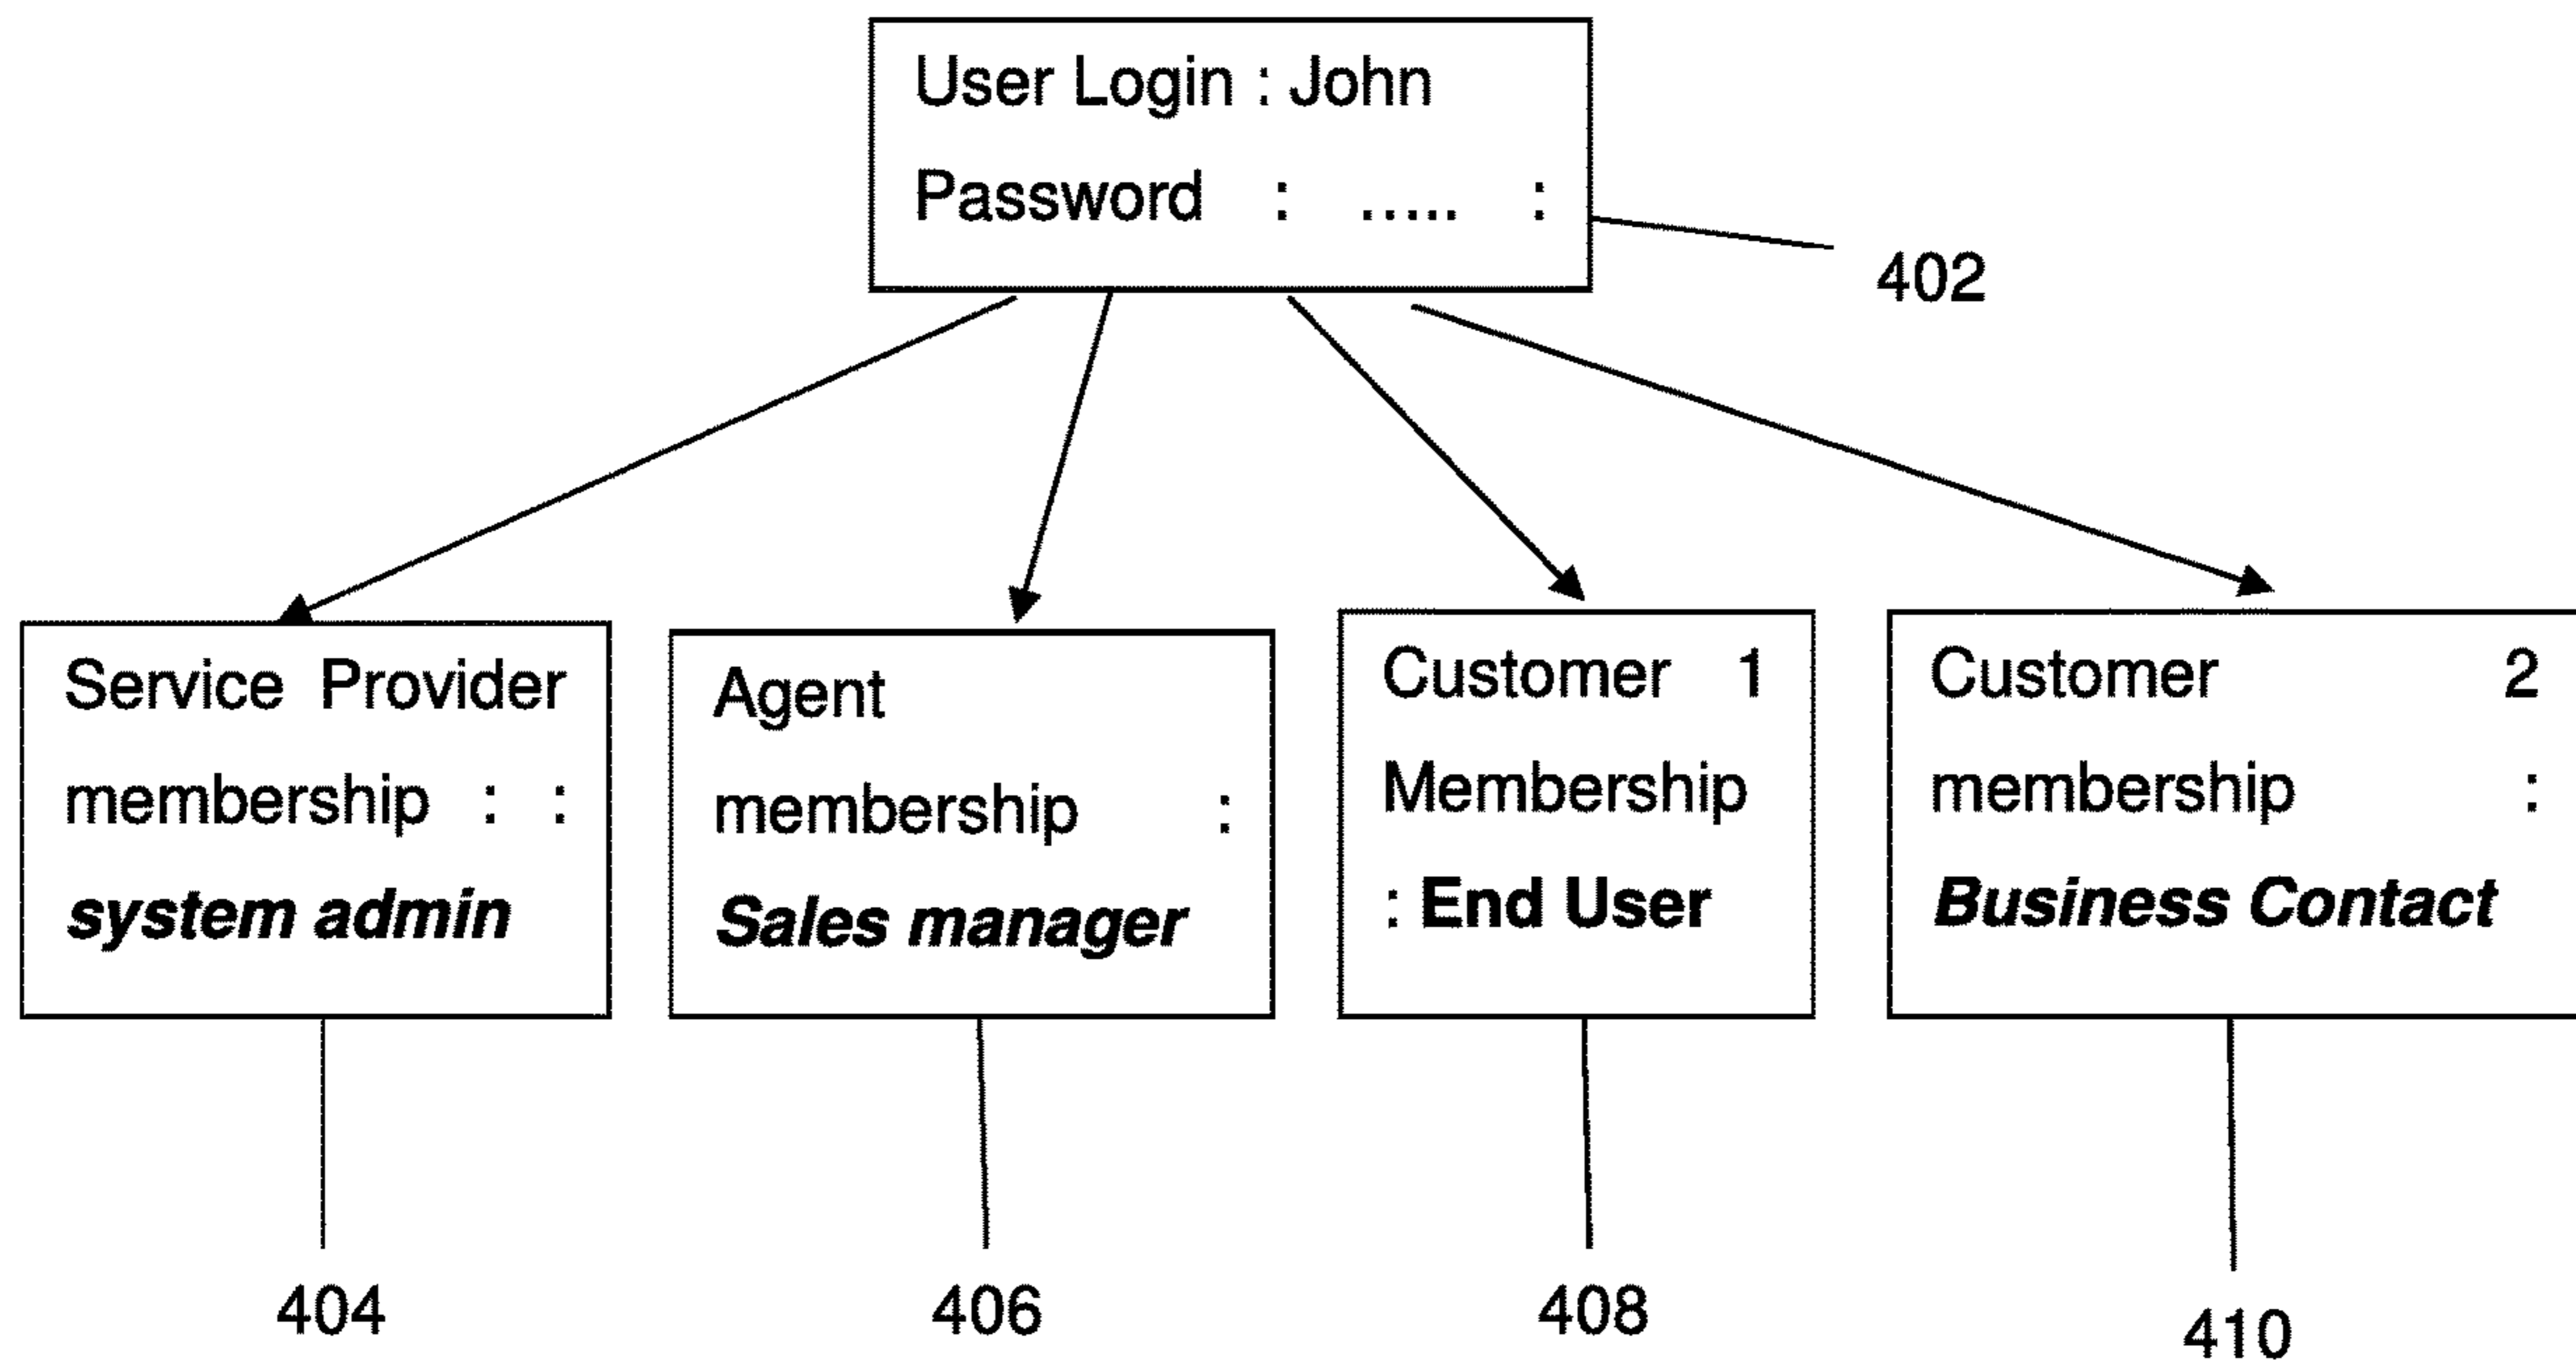 User Login : John
Password : ..... :
402
Service Provider
membership : :
system admin
Agent
membership :
Sales manager
Customer 1
Membership
: End User
Customer 2
membership :
Business Contact
404
406
408
410